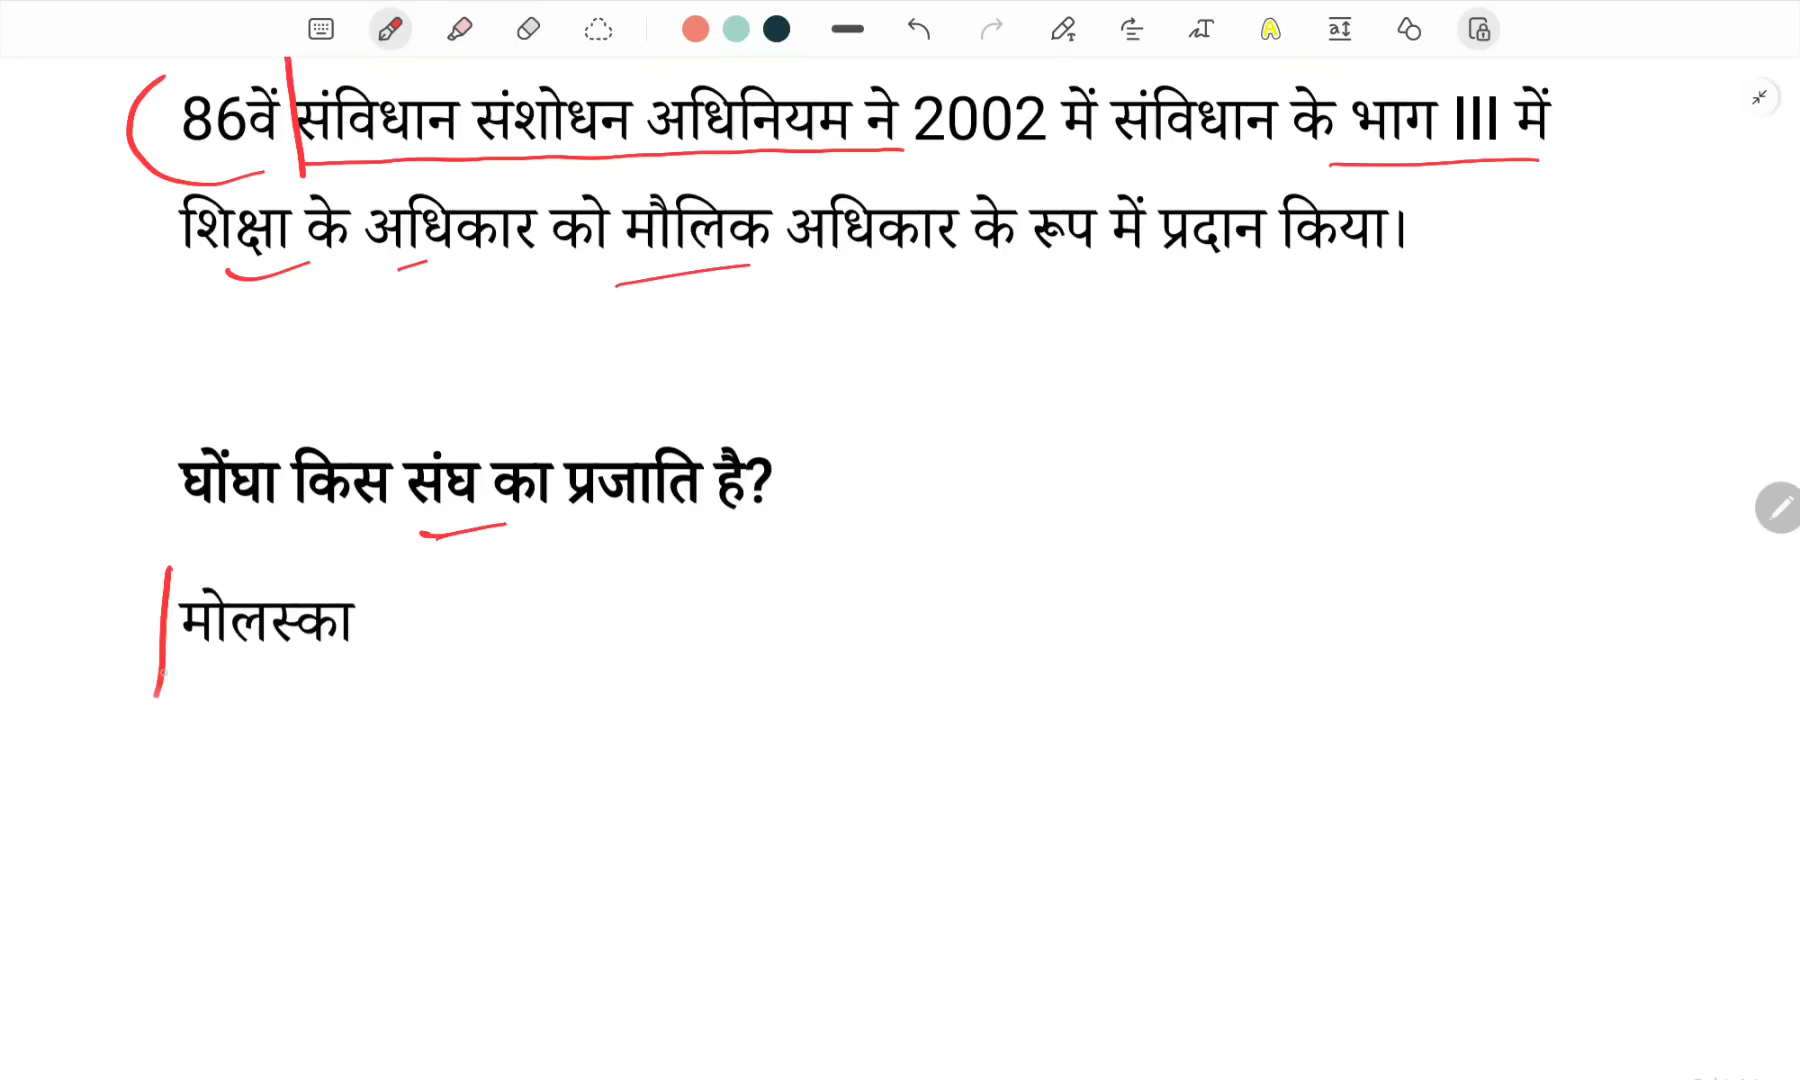 86वें संविधान संशोधन अधिनियम ने 2002 में संविधान के भाग III में
शिक्षा के अधिकार को मौलिक अधिकार के रूप में प्रदान किया।
घोंघा किस संघ का प्रजाति है?
मोलस्का